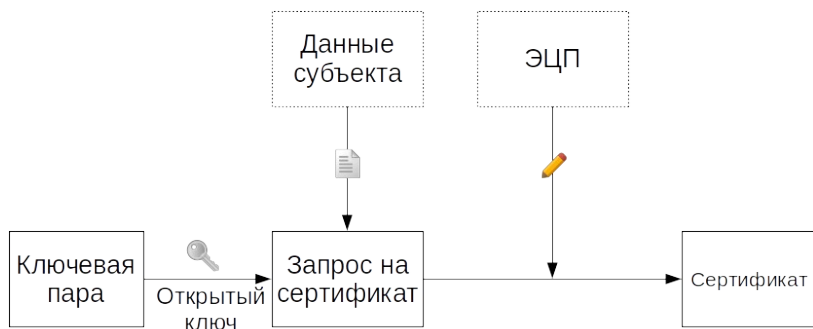 Данные
субъекта
ЭЦП
Ключевая
пара
Открытый
ключ
Запрос на
сертификат
Сертификат